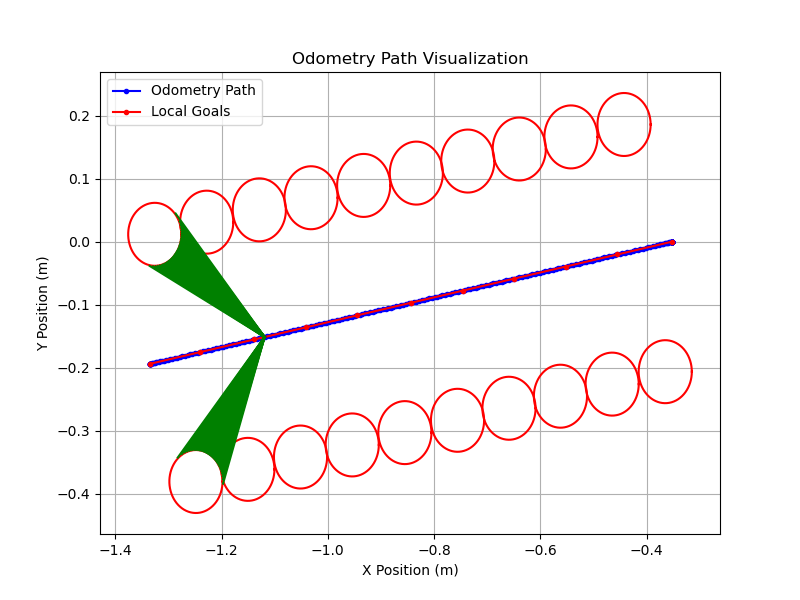 Odometry Path Visualization
Odometry Path
Local Goals
0.2
0.1
0.0
−0.1
−0.2
−0.3
−0.4
Y Position (m)
−1.4 −1.2 −1.0 −0.8 −0.6 −0.4
X Position (m)